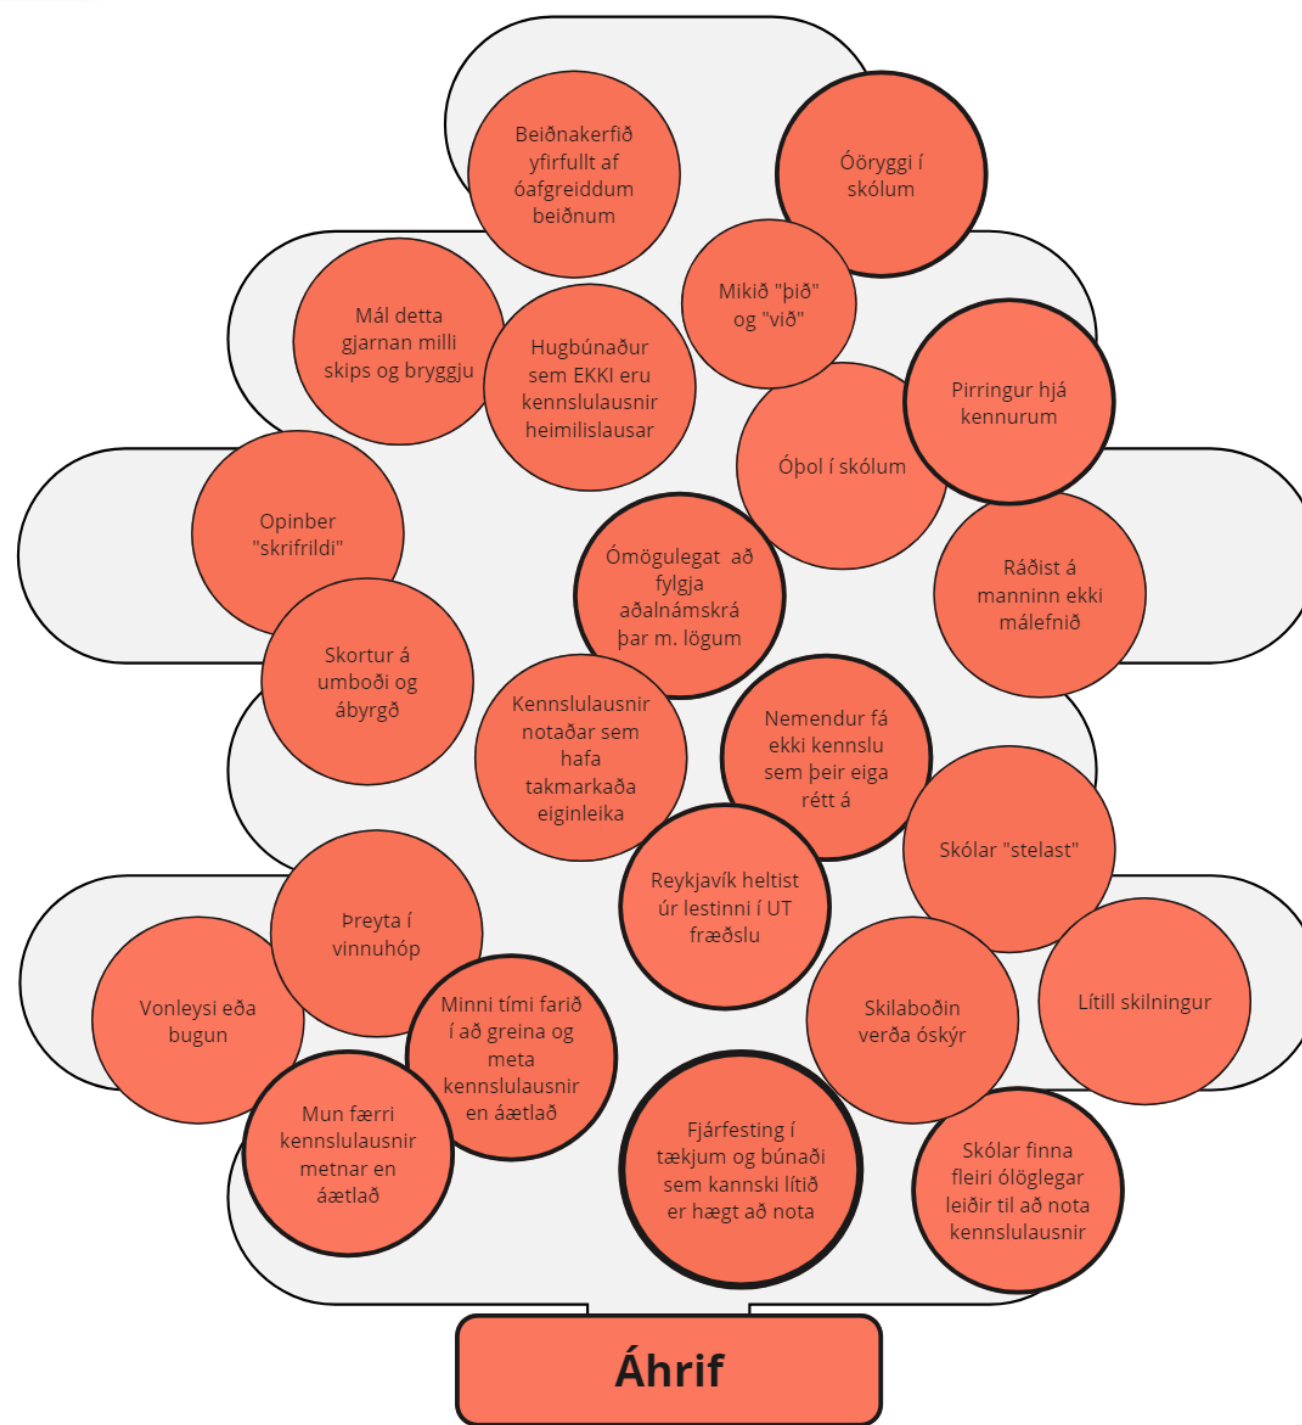 Beiðnakerfið
yfirfullt af
óafgreiddum
beiðnum
Óöryggi í
skólum
Mikið "þið"
og "við"
Mál detta
gjarnan milli
skips og bryggju
Hugbúnaður
sem EKKI eru
kennslulausnir
heimilislausar
Pirringur hjá
kennurum
Óþol í skólum
Opinber
"skrifrildi"
Ómögulegat að
fylgja
aðalnámskrá
þar m. lögum
Ráðist á
manninn ekki
málefnið
Skortur á
umboði og
ábyrgð
Kennslulausnir
notaðar sem
hafa
takmarkaða
eiginleika
Nemendur fá
ekki kennslu
sem þeir eiga
rétt á
Skólar "stelast"
Reykjavík heltist
úr lestinni í UT
fræðslu
Þreyta í
vinnuhóp
Vonleysi eða
bugun
Minni tími farið
í að greina og
meta
kennslulausnir
en áætlað
Skilaboðin
verða óskýr
Lítill skilningur
Mun færri
kennslulausnir
metnar en
áætlað
Fjárfesting í
tækjum og búnaði
sem kannski lítið
er hægt að nota
Skólar finna
fleiri ólöglegar
leiðir til að nota
kennslulausnir
Áhrif